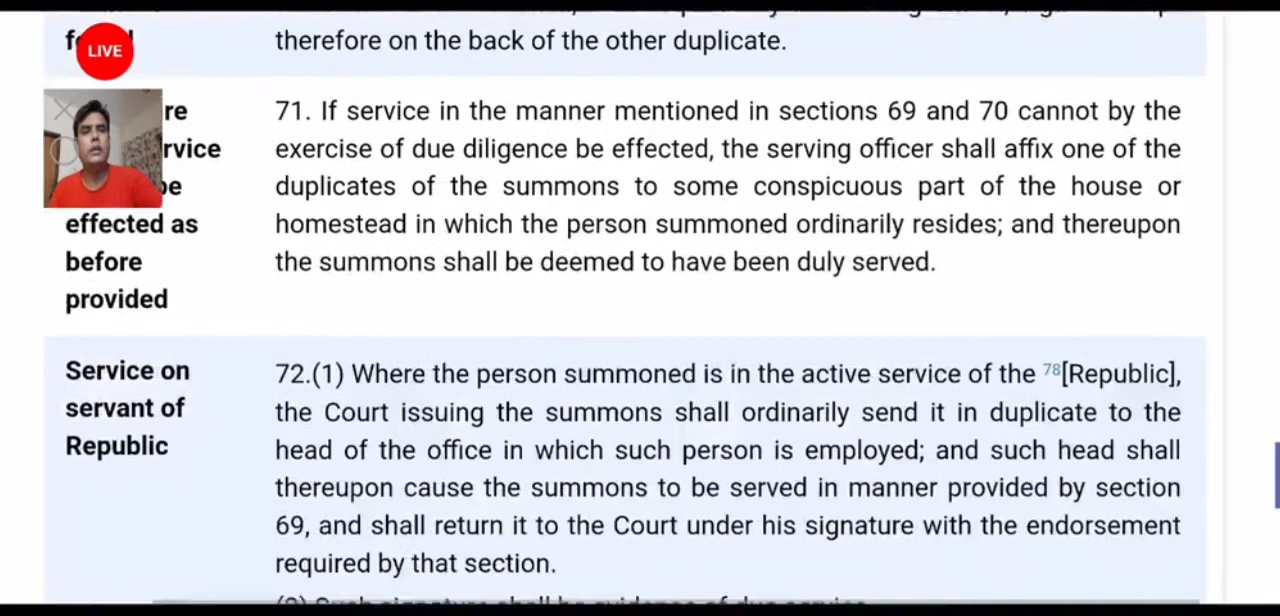 therefore on the back of the other duplicate.
LIVE
71. If service in the manner mentioned in sections 69 and 70 cannot by the
exercise of due diligence be effected, the serving officer shall affix one of the
duplicates of the summons to some conspicuous part of the house or
homestead in which the person summoned ordinarily resides; and thereupon
the summons shall be deemed to have been duly served.
effected as
before
provided
Service on
servant of
Republic
72.(1) Where the person summoned is in the active service of the 78[Republic],
the Court issuing the summons shall ordinarily send it in duplicate to the
head of the office in which such person is employed; and such head shall
thereupon cause the summons to be served in manner provided by section
69, and shall return it to the Court under his signature with the endorsement
required by that section.